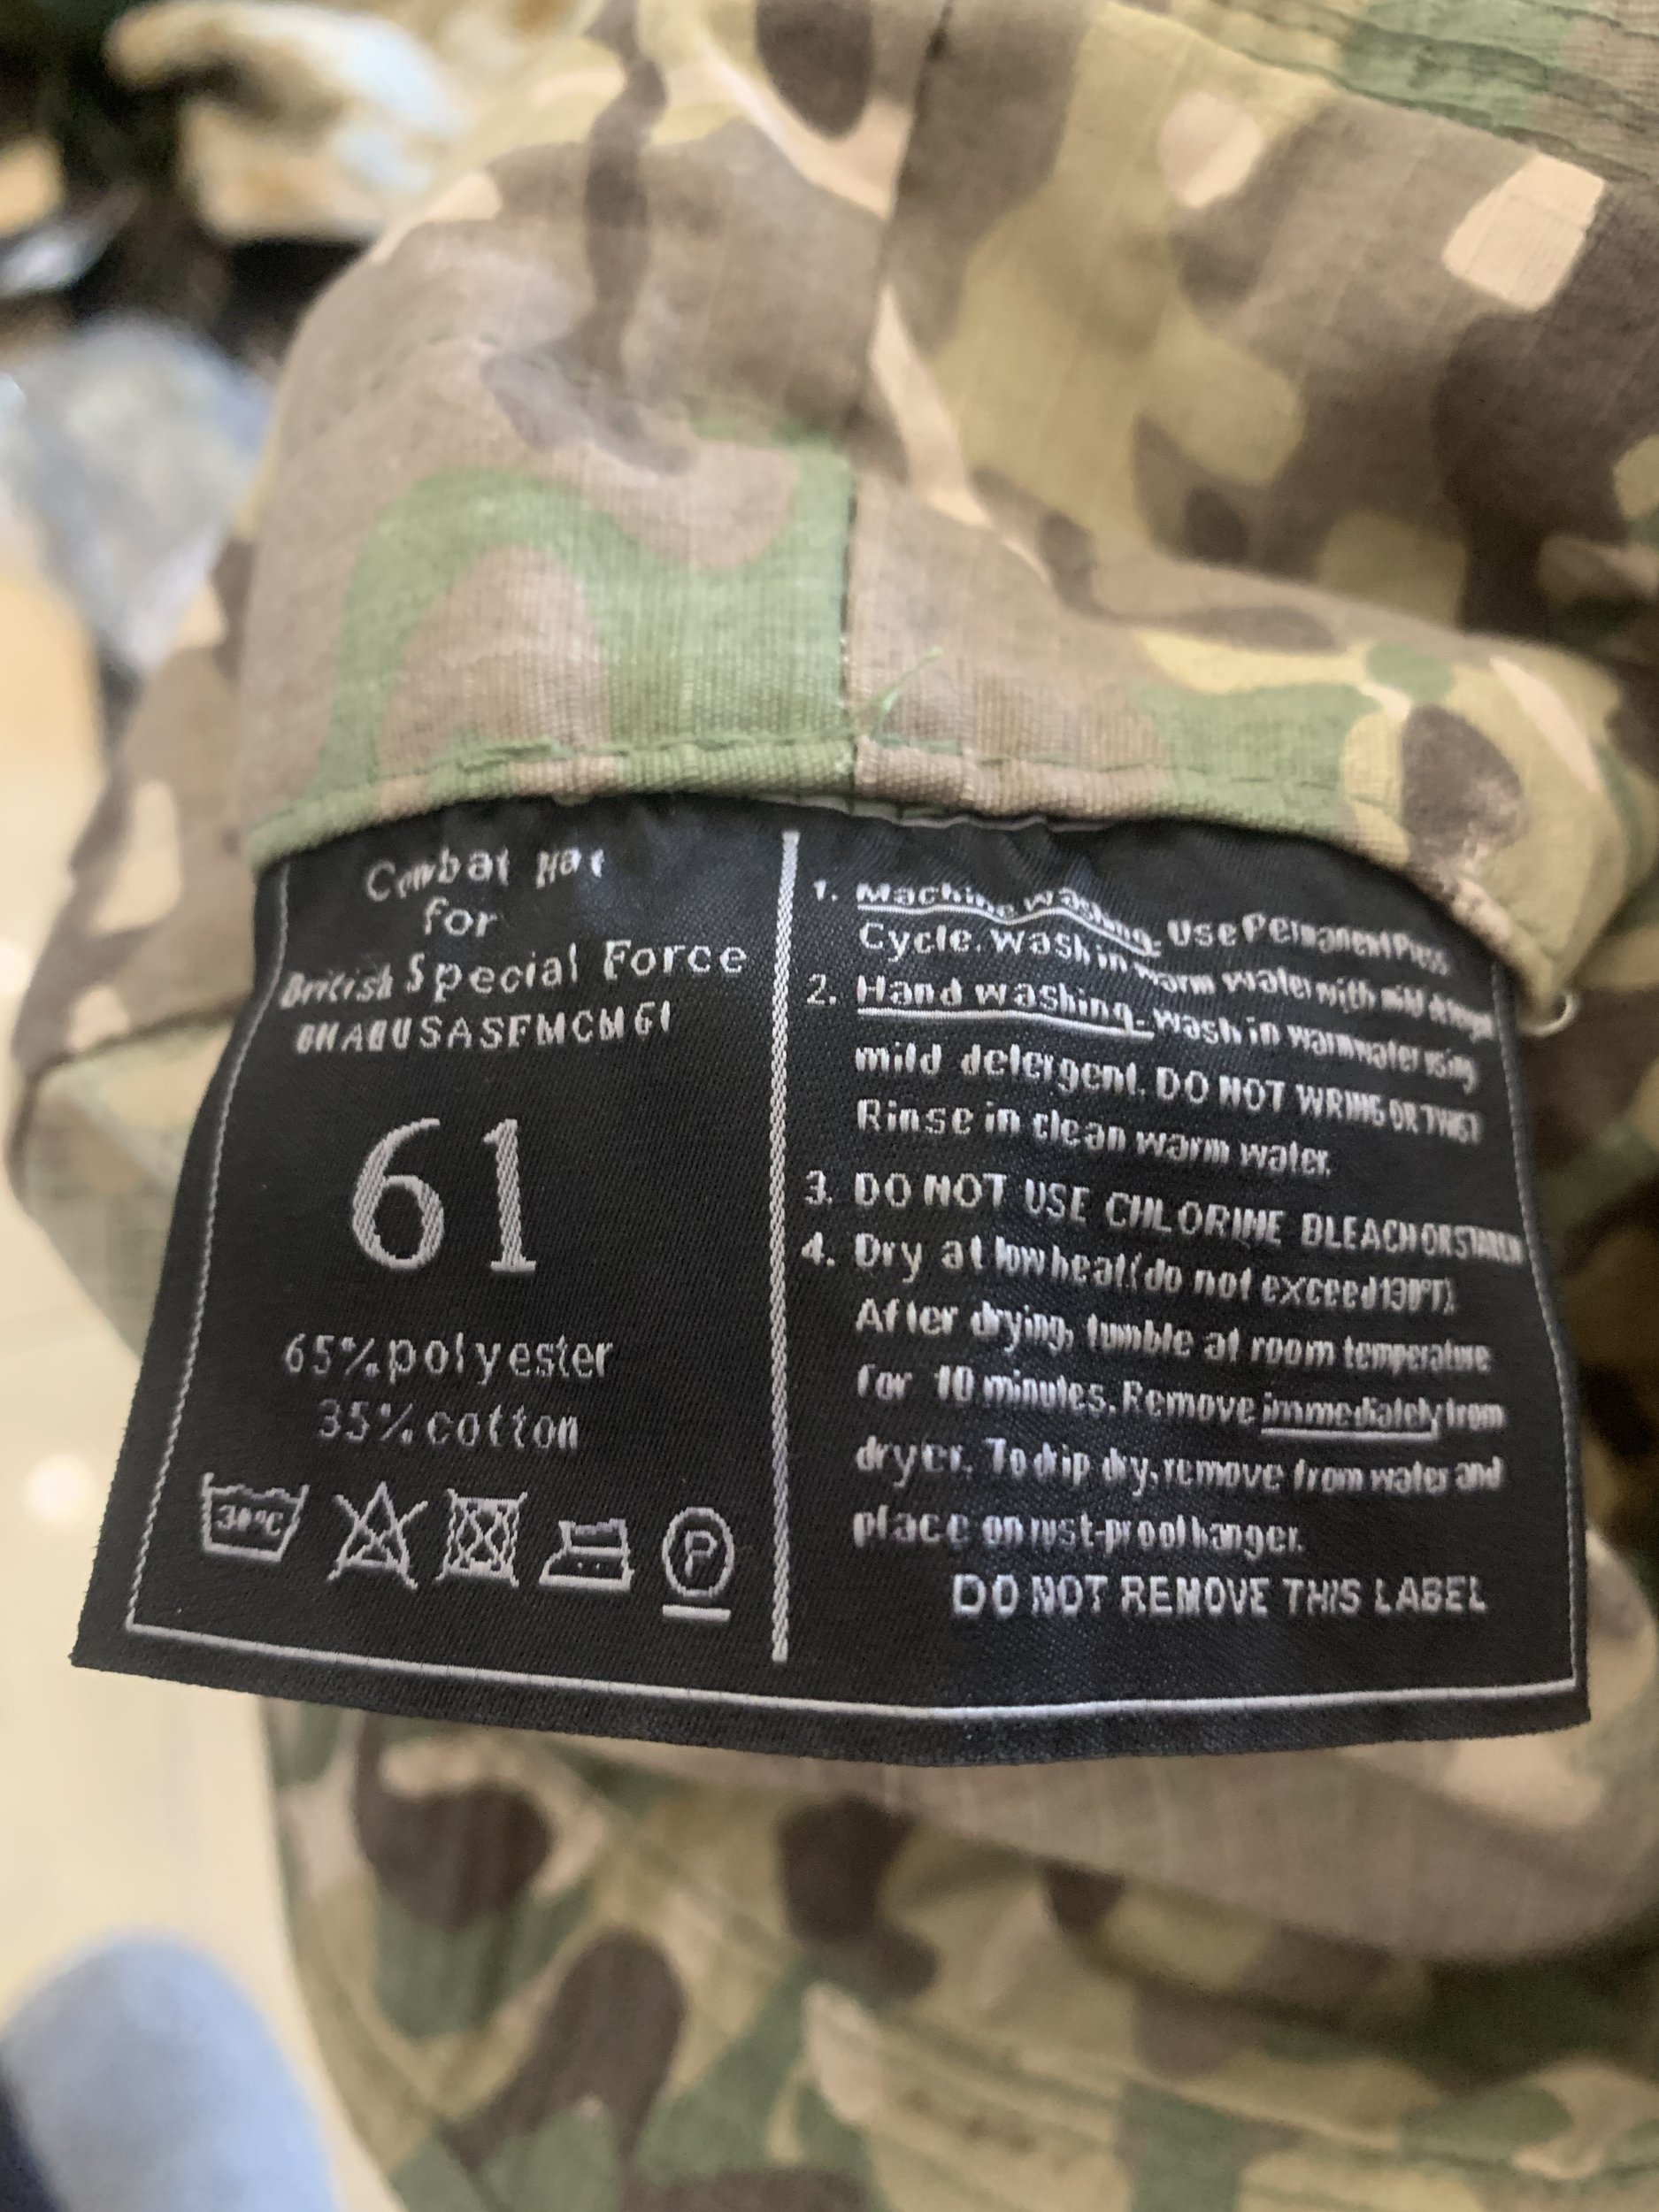 Combat Hat
for
British Special Force
61
65%polyester
35%cotton
30°C
P
1. Machine washing. Use Permanent Press
Cycle. Wash in warm water with mild deterge
2. Hand washing. Wash in warm water using
mild detergent. DO NOT WRING OR TWIST
Rinse in clean warm water.
3. DO NOT USE CHLORINE BLEACH OR STARCH
4. Dry at low heat(do not exceed
After drying, tumble at room temperature
for 10 minutes. Remove immediately from
dryer. To drip dry, remove from water and
place on rust-proof hanger.
DO NOT REMOVE THIS LABEL